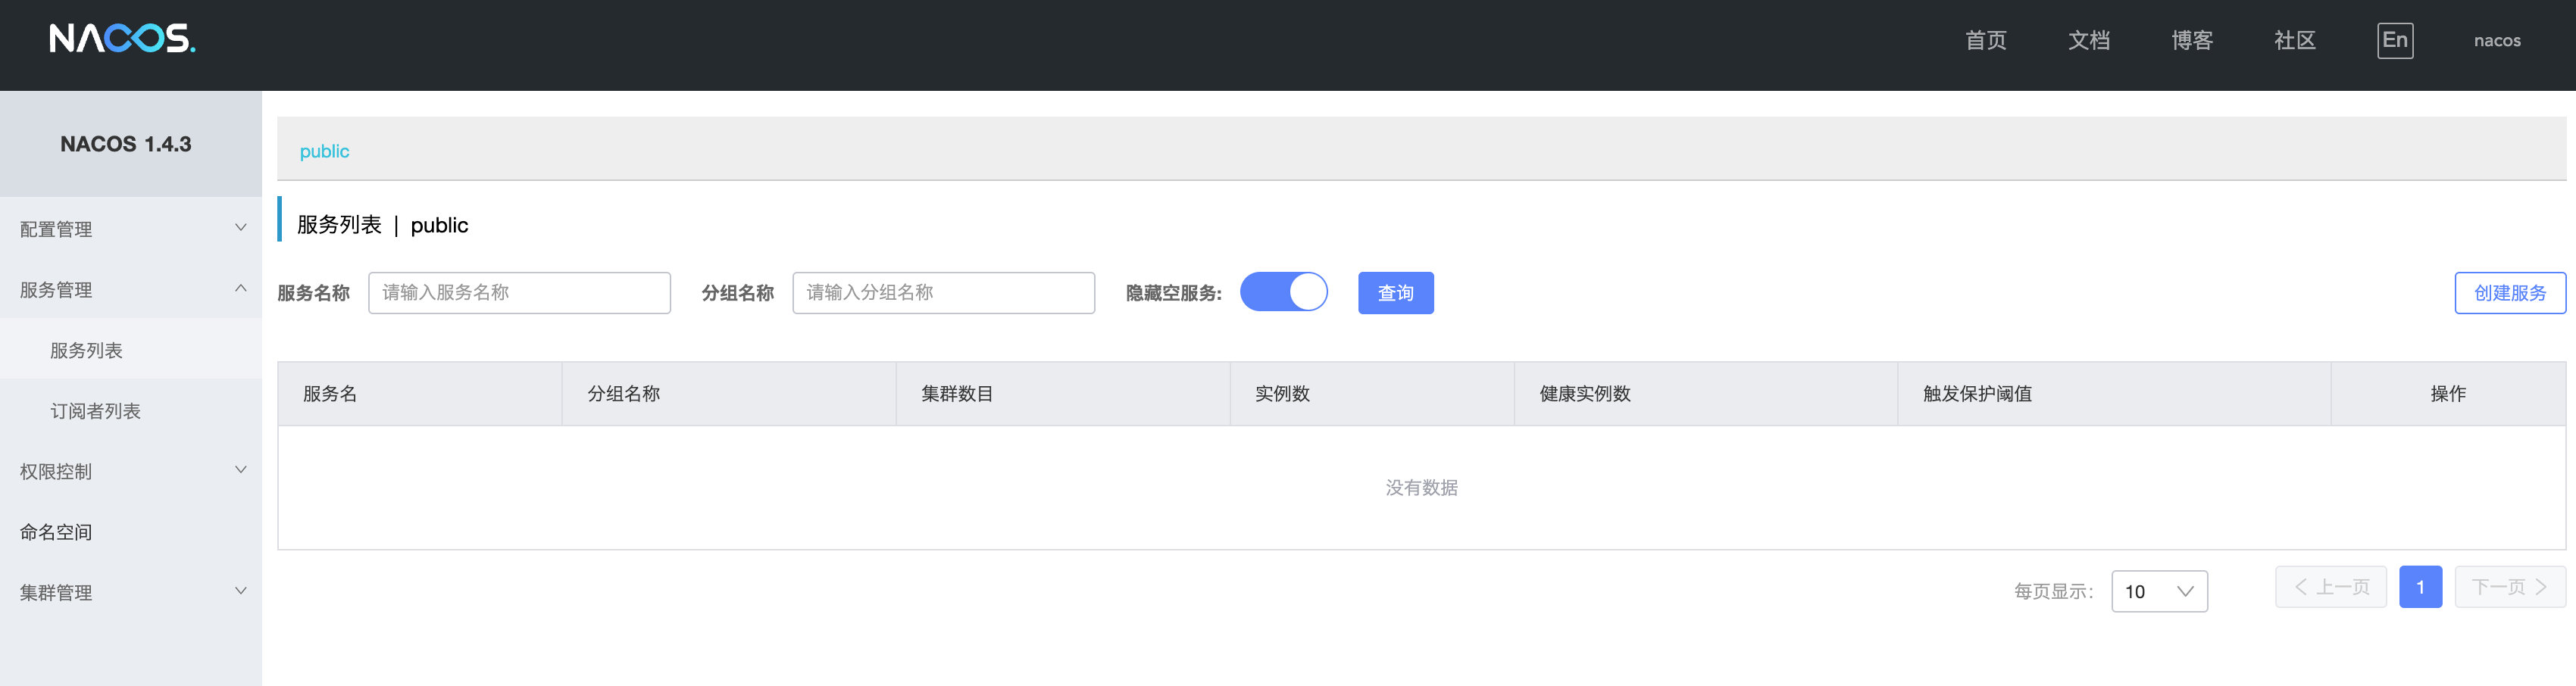 NACOS.
首页 文档 博客 社区 En nacos
NACOS 1.4.3
配置管理
服务管理
服务列表
订阅者列表
权限控制
命名空间
集群管理
public
服务列表 | public
服务名称 请输入服务名称 分组名称 请输入分组名称 隐藏空服务: 查询 创建服务
服务名 分组名称 集群数目 实例数 健康实例数 触发保护阈值 操作
没有数据
每页显示: 10 上一页 1 下一页